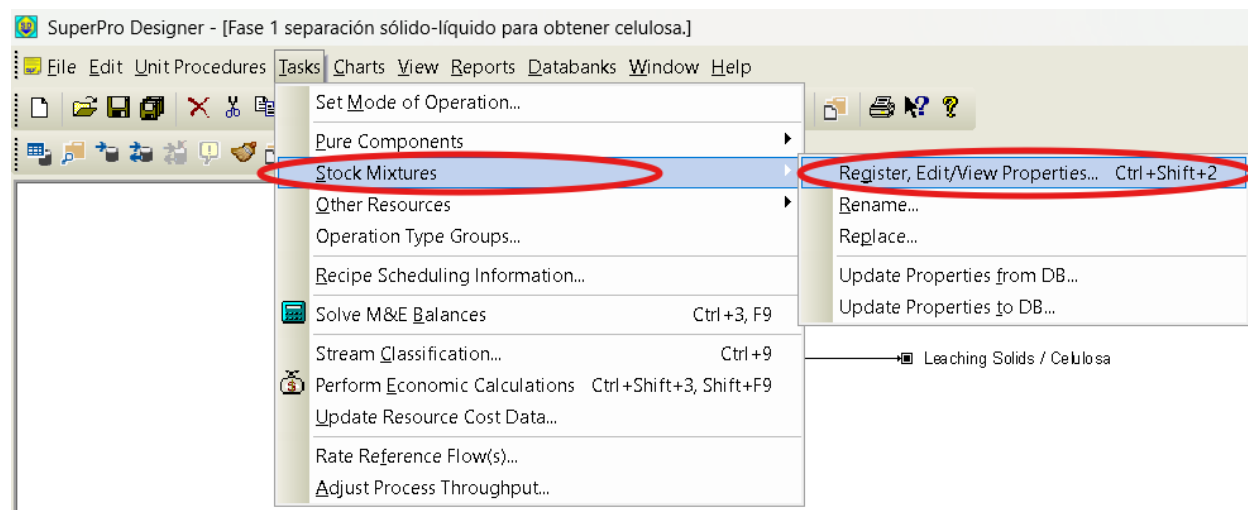 SuperPro Designer - [Fase 1 separación sólido-líquido para obtener celulosa.]
File Edit Unit Procedures Tasks Charts View Reports Databanks Window Help
Set Mode of Operation...
Pure Components
Stock Mixtures
Register, Edit/View Properties... Ctrl+Shift+2
Other Resources
Rename...
Operation Type Groups...
Replace...
Recipe Scheduling Information...
Update Properties from DB...
Solve M&E Balances Ctrl+3, F9
Update Properties to DB...
Stream Classification... Ctrl+9
Leaching Solids / Celulosa
Perform Economic Calculations Ctrl+Shift+3, Shift+F9
Update Resource Cost Data...
Rate Reference Flow(s)...
Adjust Process Throughput...